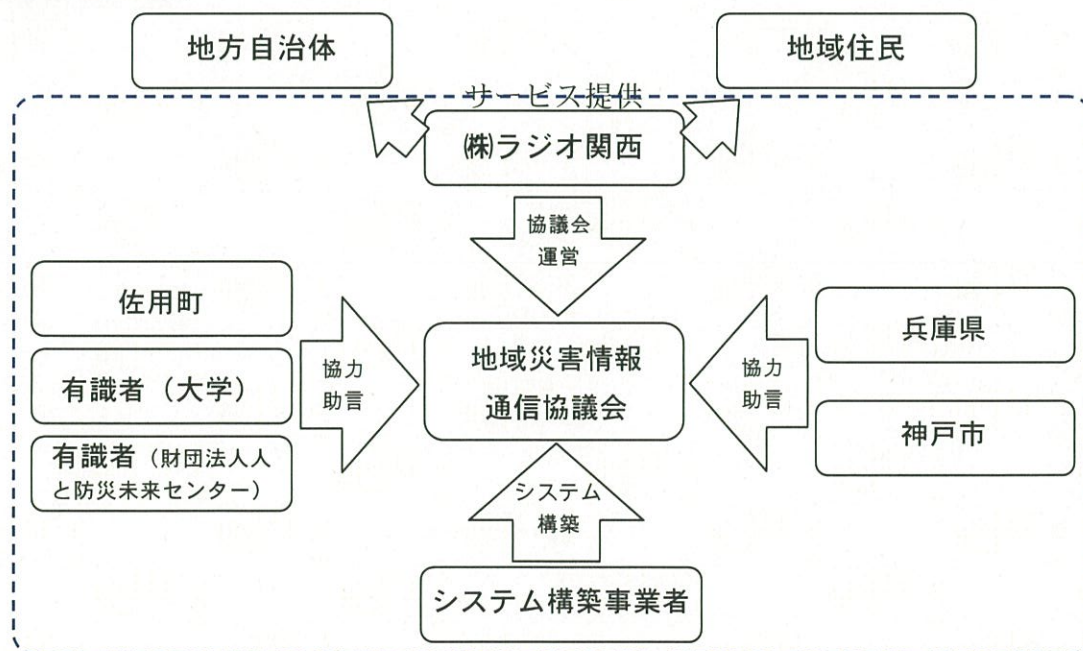 地方自治体
地域住民
サービス提供
㈱ラジオ関西
協議会
運営
佐用町
有識者（大学）
有識者（財団法人人
と防災未来センター）
協力
助言
地域災害情報
通信協議会
協力
助言
兵庫県
神戸市
システム
構築
システム構築事業者